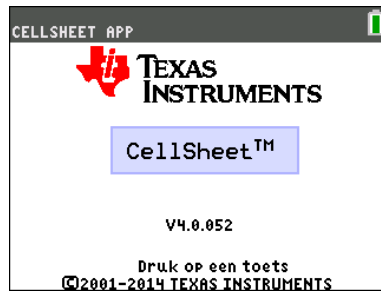 CELLSHEET APP
TEXAS
INSTRUMENTS
CellSheet™
V4.0.052
Druk op een toets
©2001-2014 TEXAS INSTRUMENTS